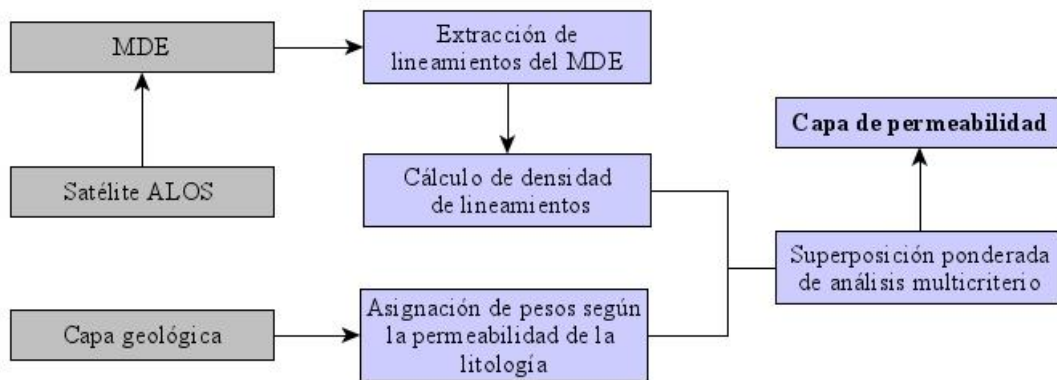 MDE
Extracción de
lineamientos del MDE
Capa de permeabilidad
Satélite ALOS
Cálculo de densidad
de lineamientos
Superposición ponderada
de análisis multicriterio
Capa geológica
Asignación de pesos según
la permeabilidad de la
litología